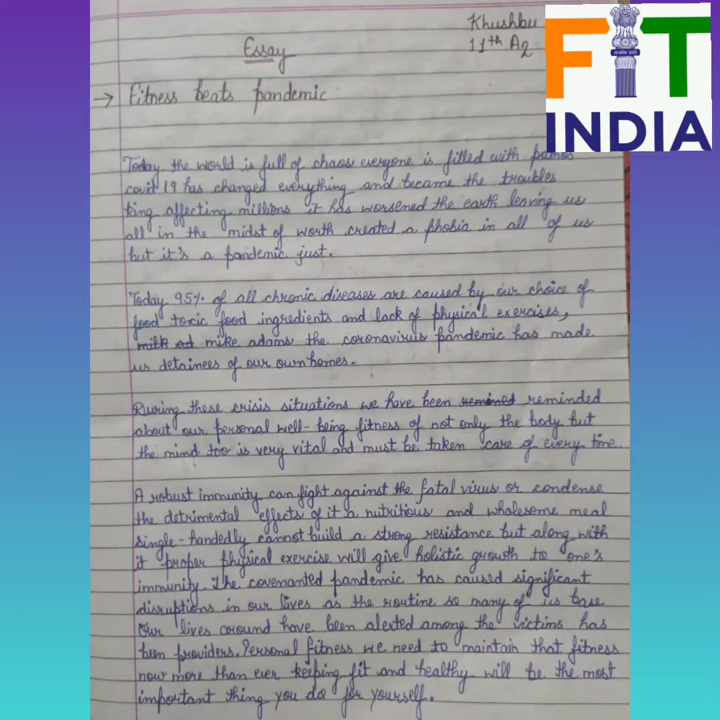 Khushbu
11th A2
FIT
INDIA
Essay
→ Fitness beats pandemic
Today the world is full of chaos everyone is filled with
covid 19 has changed everything and became the troubles
king affecting millions it has worsened the earth leaving us
all in the midst of worth created a phobia in all of us
but it's a pandemic just.
Today 95% of all chronic diseases are caused by our choice of
food toxic food ingredients and lack of physical exercises,
mike adams the coronavirus pandemic has made
us detainees of our own homes.
During these crisis situations we have been reminded
about our personal well-being fitness of not only the body but
the mind too is very vital and must be taken care of every time.
A robust immunity can fight against the fatal virus or condense
the detrimental effects of it a nutritious and wholesome meal
single-handedly cannot build a strong resistance but along with
it proper physical exercise will give holistic growth to one's
immunity. The covenanted pandemic has caused significant
disruptions in our lives as the routine so many of us base
our lives around have been alerted among the victims has
been providers. Personal fitness we need to maintain that fitness
now more than ever keeping fit and healthy will be the most
important thing you do for yourself.